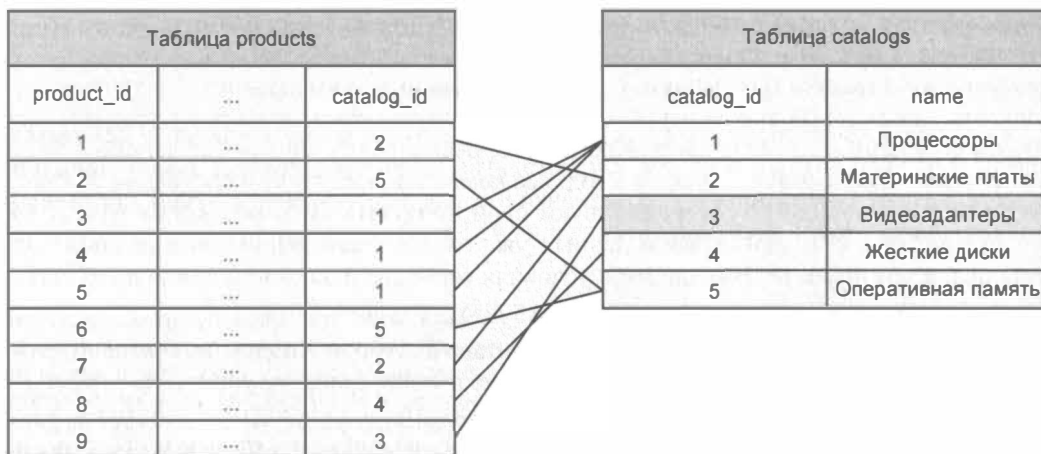 Таблица products
product_id ... catalog_id
1 ... 2
2 ... 5
3 ... 1
4 ... 1
5 ... 1
6 ... 5
7 ... 2
8 ... 4
9 ... 3
Таблица catalogs
catalog_id name
1 Процессоры
2 Материнские платы
3 Видеоадаптеры
4 Жесткие диски
5 Оперативная память